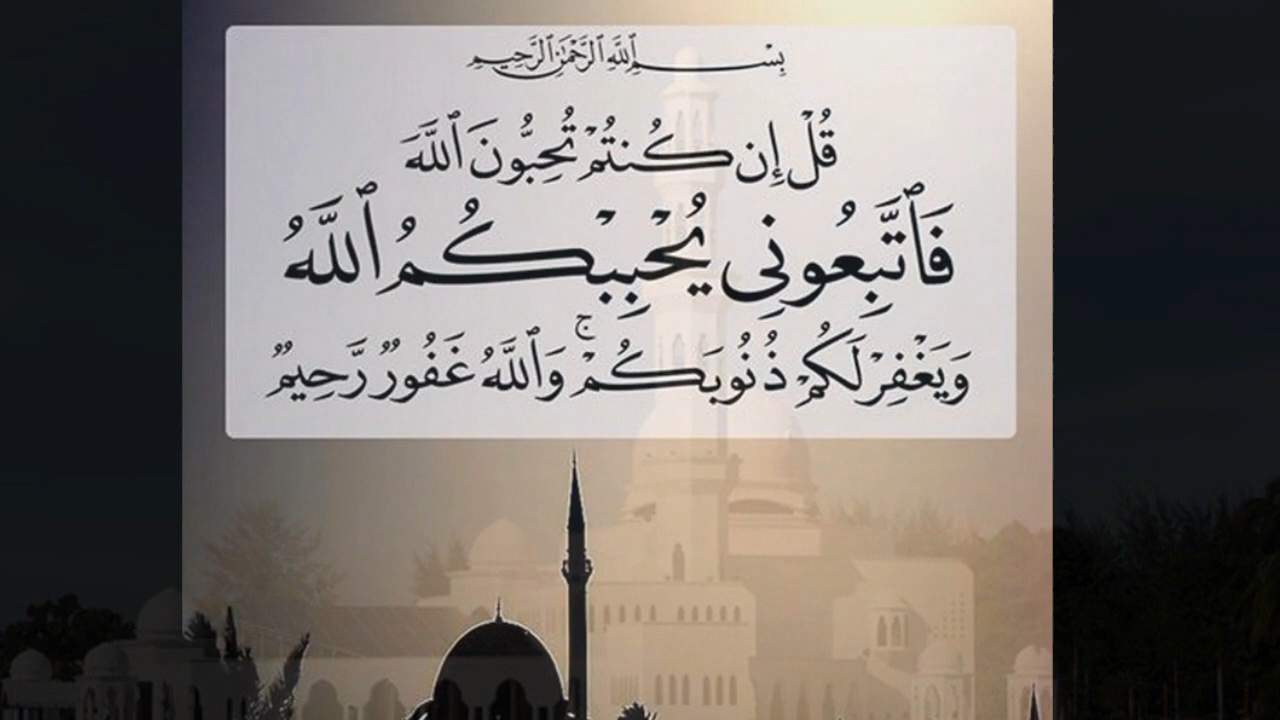 بِسْمِ ٱللَّهِ ٱلرَّحْمَٰنِ ٱلرَّحِيمِ
قُلْ إِن كُنتُمْ تُحِبُّونَ ٱللَّهَ
فَٱتَّبِعُونِى يُحْبِبْكُمُ ٱللَّهُ
وَيَغْفِرْ لَكُمْ ذُنُوبَكُمْ ۚ وَٱللَّهُ غَفُورٌ رَّحِيمٌ